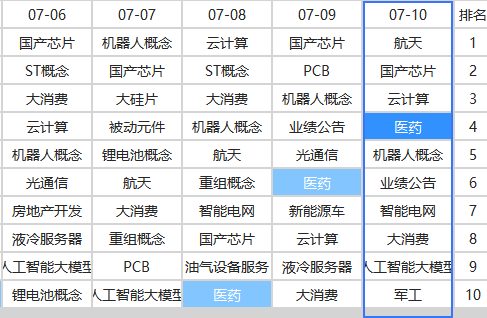 07-06 07-07 07-08 07-09 07-10 排名
国产芯片 机器人概念 云计算 国产芯片 航天 1
ST概念 国产芯片 ST概念 PCB 国产芯片 2
大消费 大硅片 大消费 机器人概念 云计算 3
云计算 被动元件 机器人概念 业绩公告 医药 4
机器人概念 锂电池概念 航天 光通信 机器人概念 5
光通信 航天 重组概念 医药 业绩公告 6
房地产开发 大消费 智能电网 新能源车 智能电网 7
液冷服务器 重组概念 国产芯片 云计算 大消费 8
人工智能大模型 PCB 油气设备服务 液冷服务器 人工智能大模型 9
锂电池概念 人工智能大模型 医药 大消费 军工 10